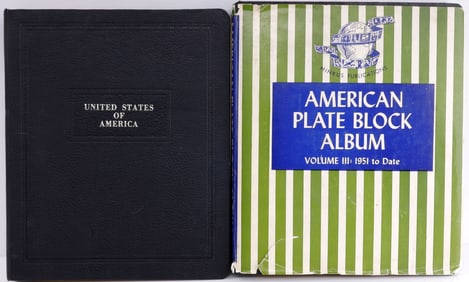 UNITED STATES
OF
AMERICA
MINKUS PUBLICATIONS
AMERICAN
PLATE BLOCK
ALBUM
VOLUME III: 1951 to Date